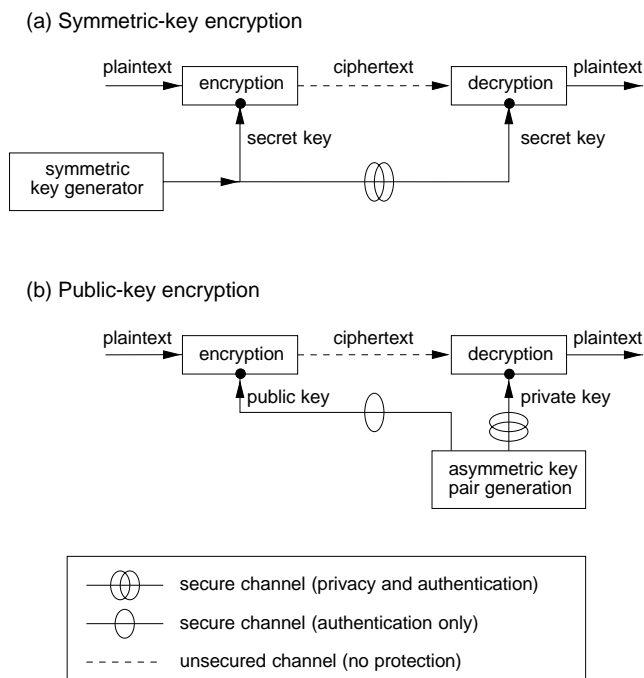 (a) Symmetric-key encryption
plaintext
encryption
ciphertext
decryption
plaintext
secret key
secret key
symmetric
key generator
(b) Public-key encryption
plaintext
encryption
ciphertext
decryption
plaintext
public key
private key
asymmetric key
pair generation
secure channel (privacy and authentication)
secure channel (authentication only)
unsecured channel (no protection)